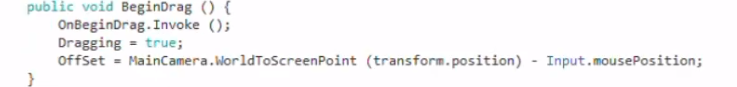 public void BeginDrag () {
OnBeginDrag.Invoke ();
Dragging = true;
OffSet = MainCamera.WorldToScreenPoint (transform.position) - Input.mousePosition;
}